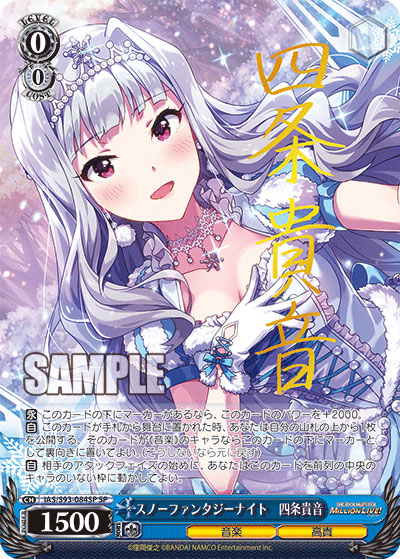 LEVEL
0
0
COST
四条貴音
SAMPLE
永 このカードの下にマーカーがあるなら、このカードのパワーを＋2000。
自 このカードが手札から舞台に置かれた時、あなたは自分の山札の上から１枚
を公開する。そのカードが《音楽》のキャラならこのカードの下にマーカーと
して裏向きに置いてよい。(そうしないなら元に戻す)
自 相手のアタックフェイズの始めに、あなたはこのカードを前列の中央の
キャラのいない枠に動かしてよい。
IAS/S93-084SP SP
スノーファンタジーナイト 四条貴音
THE IDOLM@STER
MILLION LIVE!
1500
POWER
音楽
高貴
©窪岡俊之 ©BANDAI NAMCO Entertainment Inc.